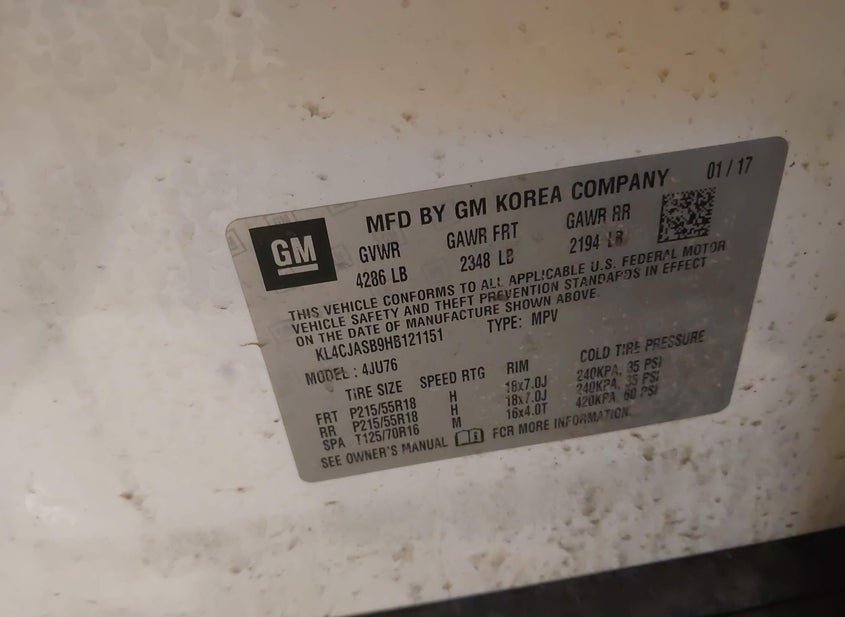 GM
MFD BY GM KOREA COMPANY 01 / 17
GVWR GAWR FRT GAWR RR
4286 LB 2348 LB 2194 LB
THIS VEHICLE CONFORMS TO ALL APPLICABLE U.S. FEDERAL MOTOR
VEHICLE SAFETY AND THEFT PREVENTION STANDARDS IN EFFECT
ON THE DATE OF MANUFACTURE SHOWN ABOVE.
KL4CJASB9HB121151 TYPE: MPV
MODEL : 4JU76
TIRE SIZE SPEED RTG RIM COLD TIRE PRESSURE
FRT P215/55R18 H 18x7.0J 240KPA, 35 PSI
RR P215/55R18 H 18x7.0J 240KPA, 35 PSI
SPA T125/70R16 M 16x4.0T 420KPA, 60 PSI
SEE OWNER'S MANUAL FOR MORE INFORMATION.